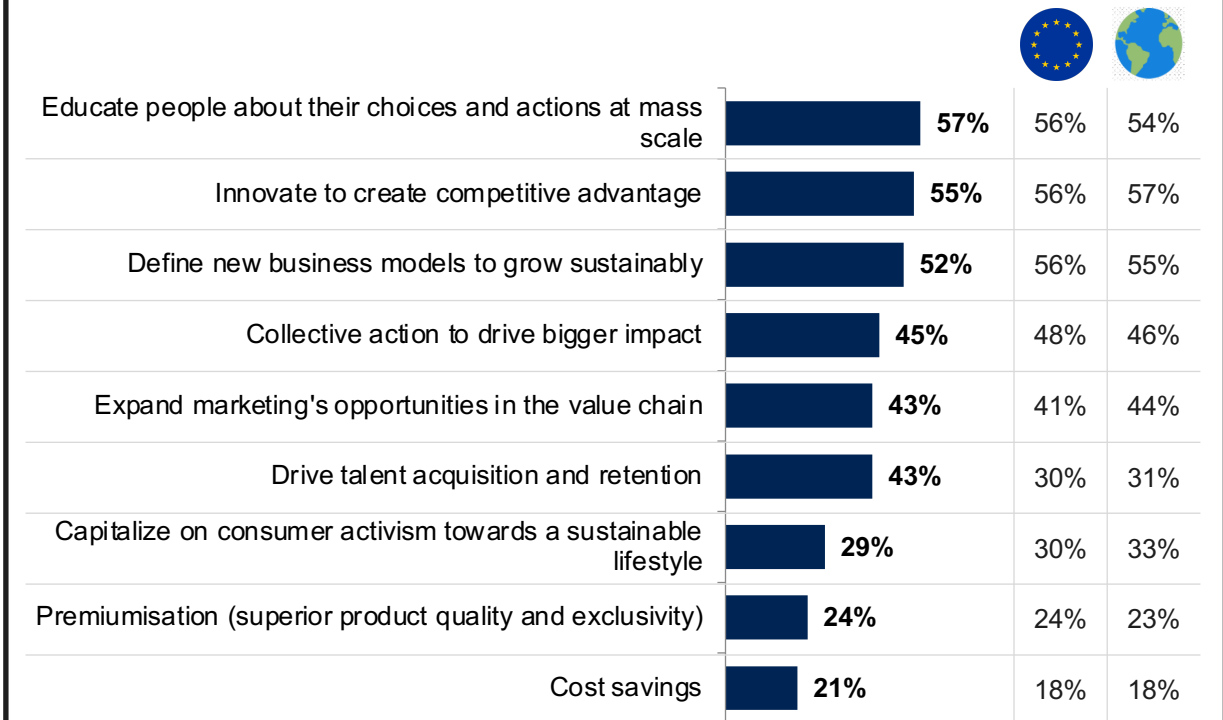 Educate people about their choices and actions at mass
scale
57% 56% 54%
Innovate to create competitive advantage 55% 56% 57%
Define new business models to grow sustainably 52% 56% 55%
Collective action to drive bigger impact 45% 48% 46%
Expand marketing's opportunities in the value chain 43% 41% 44%
Drive talent acquisition and retention 43% 30% 31%
Capitalize on consumer activism towards a sustainable
lifestyle
29% 30% 33%
Premiumisation (superior product quality and exclusivity) 24% 24% 23%
Cost savings 21% 18% 18%